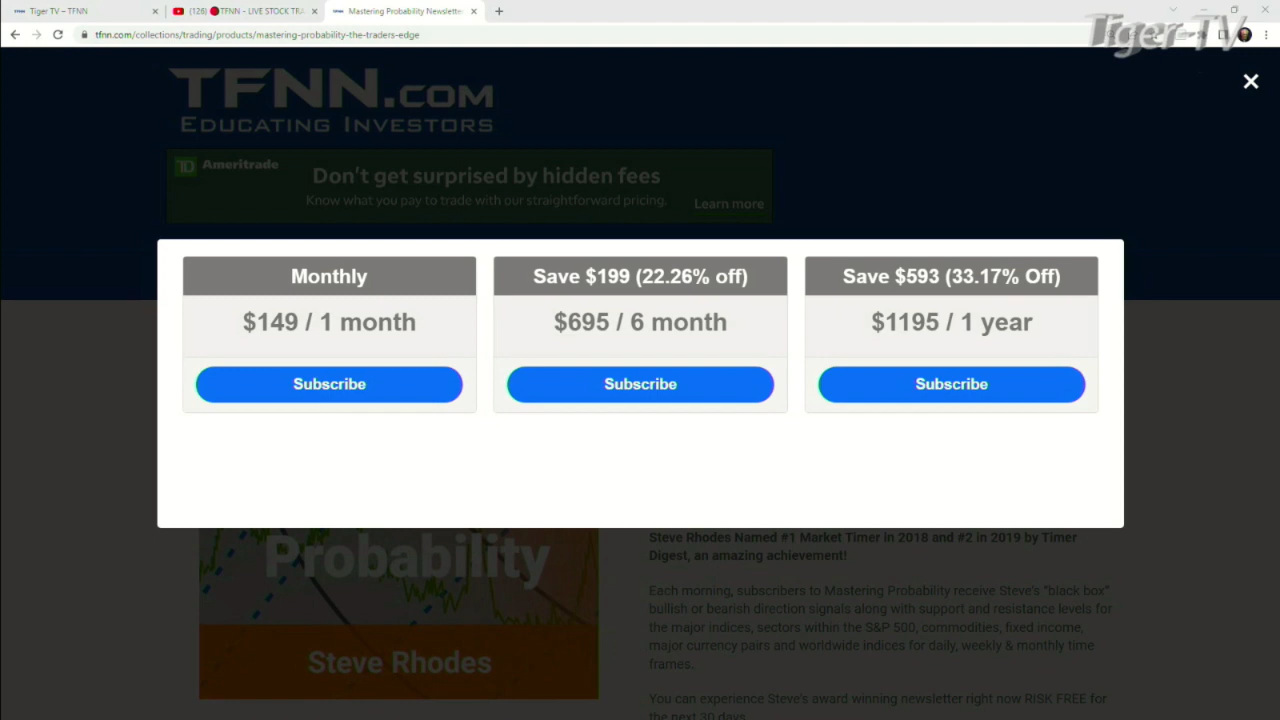 Tiger TV – TFNN
(126) TFNN - LIVE STOCK TRA
Mastering Probability Newslette
tfnn.com/collections/trading/products/mastering-probability-the-traders-edge
Tiger-TV
TFNN.com
Educating Investors
TD Ameritrade
Don't get surprised by hidden fees
Know what you pay to trade with our straightforward pricing.
Learn more
Monthly
$149 / 1 month
Subscribe
Save $199 (22.26% off)
$695 / 6 month
Subscribe
Save $593 (33.17% Off)
$1195 / 1 year
Subscribe
Probability
Steve Rhodes
Steve Rhodes Named #1 Market Timer in 2018 and #2 in 2019 by Timer
Digest, an amazing achievement!
Each morning, subscribers to Mastering Probability receive Steve's "black box"
bullish or bearish direction signals along with support and resistance levels for
the major indices, sectors within the S&P 500, commodities, fixed income,
major currency pairs and worldwide indices for daily, weekly & monthly time
frames.
You can experience Steve's award winning newsletter right now RISK FREE for
the next 30 days